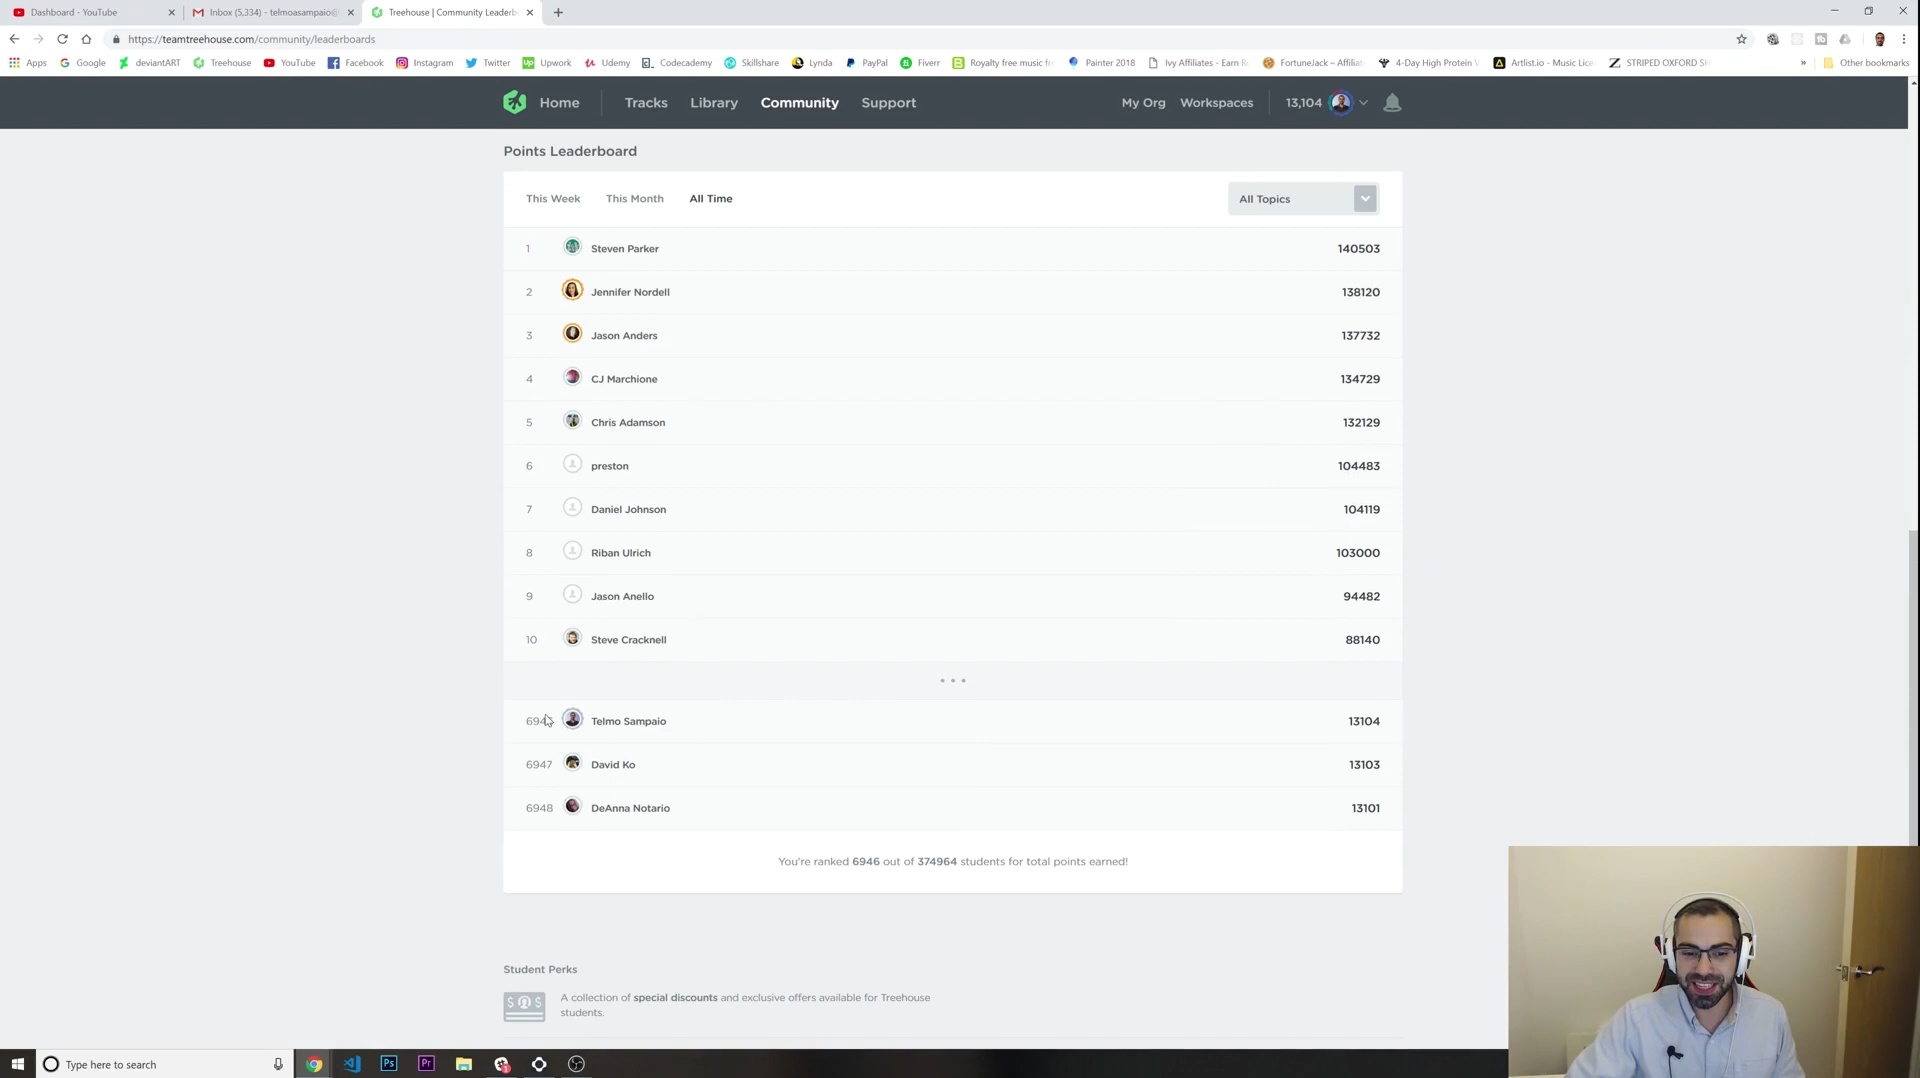 Dashboard - YouTube
Inbox (5,334) - telmoasampaio@
Treehouse | Community Leaderb
https://teamtreehouse.com/community/leaderboards
Apps Google deviantART Treehouse YouTube Facebook Instagram Twitter Upwork Udemy Codecademy Skillshare Lynda PayPal Fiverr Royalty free music fr Painter 2018 Ivy Affiliates - Earn R FortuneJack – Affilia 4-Day High Protein V Artlist.io - Music Lice STRIPED OXFORD SH » Other bookmarks
Home Tracks Library Community Support My Org Workspaces 13,104
Points Leaderboard
This Week This Month All Time All Topics
1 Steven Parker 140503
2 Jennifer Nordell 138120
3 Jason Anders 137732
4 CJ Marchione 134729
5 Chris Adamson 132129
6 preston 104483
7 Daniel Johnson 104119
8 Riban Ulrich 103000
9 Jason Anello 94482
10 Steve Cracknell 88140
• • •
Telmo Sampaio 13104
6947 David Ko 13103
6948 DeAnna Notario 13101
You're ranked 6946 out of 374964 students for total points earned!
Student Perks
A collection of special discounts and exclusive offers available for Treehouse
students.
Type here to search
Ps
Pr